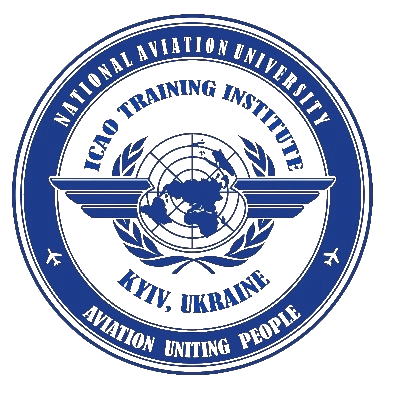 NATIONAL AVIATION UNIVERSITY
ICAO TRAINING INSTITUTE
KYIV, UKRAINE
AVIATION UNITING PEOPLE